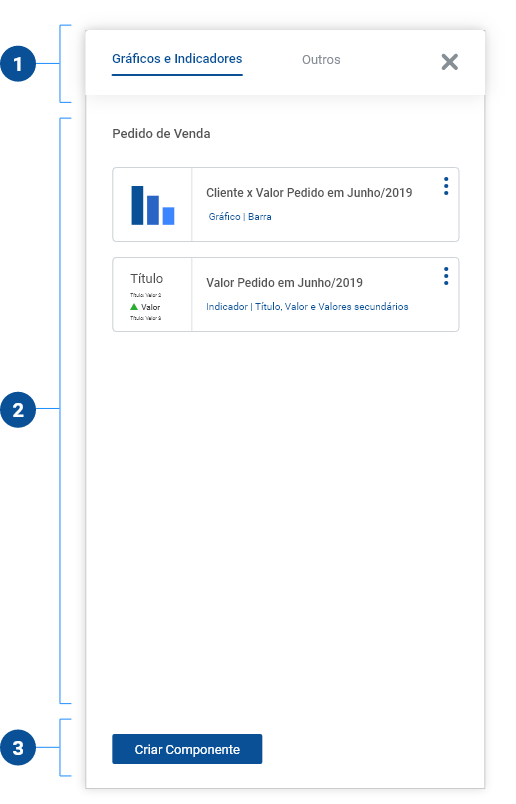 1
Gráficos e Indicadores
Outros
2
Pedido de Venda
Cliente x Valor Pedido em Junho/2019
Gráfico | Barra
Título
Título: Valor 2
Valor
Título: Valor 3
Valor Pedido em Junho/2019
Indicador | Título, Valor e Valores secundários
3
Criar Componente